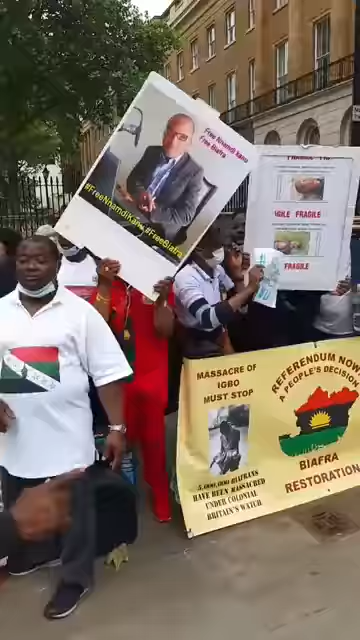 Free Nnamdi Kanu
Free Biafra
#FreeNnamdiKanu #FreeBiafra
FRAGILE FRAGILE
FRAGILE
MASSACRE OF
IGBO
MUST STOP
5,000,000 BIAFRANS
HAVE BEEN MASSACRED
UNDER COLONIAL
BRITAIN'S WATCH
REFERENDUM NOW
A PEOPLE'S DECISION
BIAFRA
RESTORATION